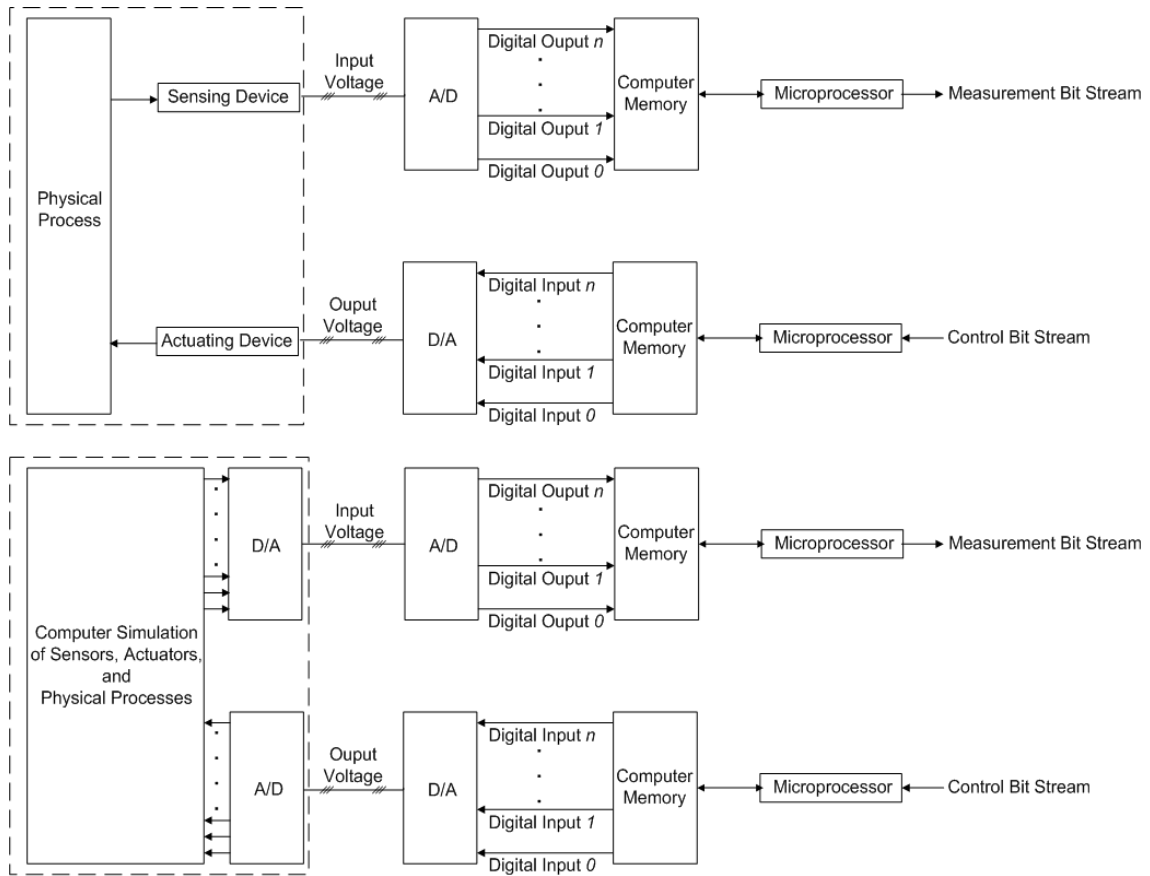 Physical
Process
Sensing Device
Input
Voltage
A/D
Digital Ouput n
Digital Ouput 1
Digital Ouput 0
Computer
Memory
Microprocessor
Measurement Bit Stream
Actuating Device
Ouput
Voltage
D/A
Digital Input n
Digital Input 1
Digital Input 0
Computer
Memory
Microprocessor
Control Bit Stream
Computer Simulation
of Sensors, Actuators,
and
Physical Processes
D/A
Input
Voltage
A/D
Digital Ouput n
Digital Ouput 1
Digital Ouput 0
Computer
Memory
Microprocessor
Measurement Bit Stream
A/D
Ouput
Voltage
D/A
Digital Input n
Digital Input 1
Digital Input 0
Computer
Memory
Microprocessor
Control Bit Stream